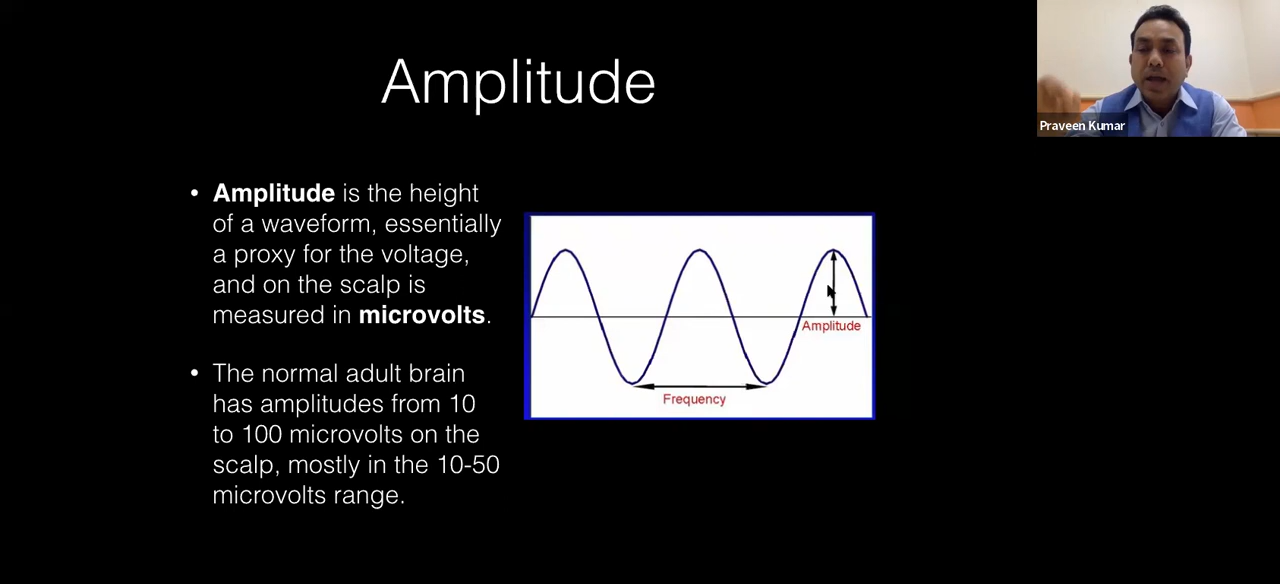 Amplitude
Praveen Kumar
• Amplitude is the height
of a waveform, essentially
a proxy for the voltage,
and on the scalp is
measured in microvolts.
• The normal adult brain
has amplitudes from 10
to 100 microvolts on the
scalp, mostly in the 10-50
microvolts range.
Amplitude
Frequency